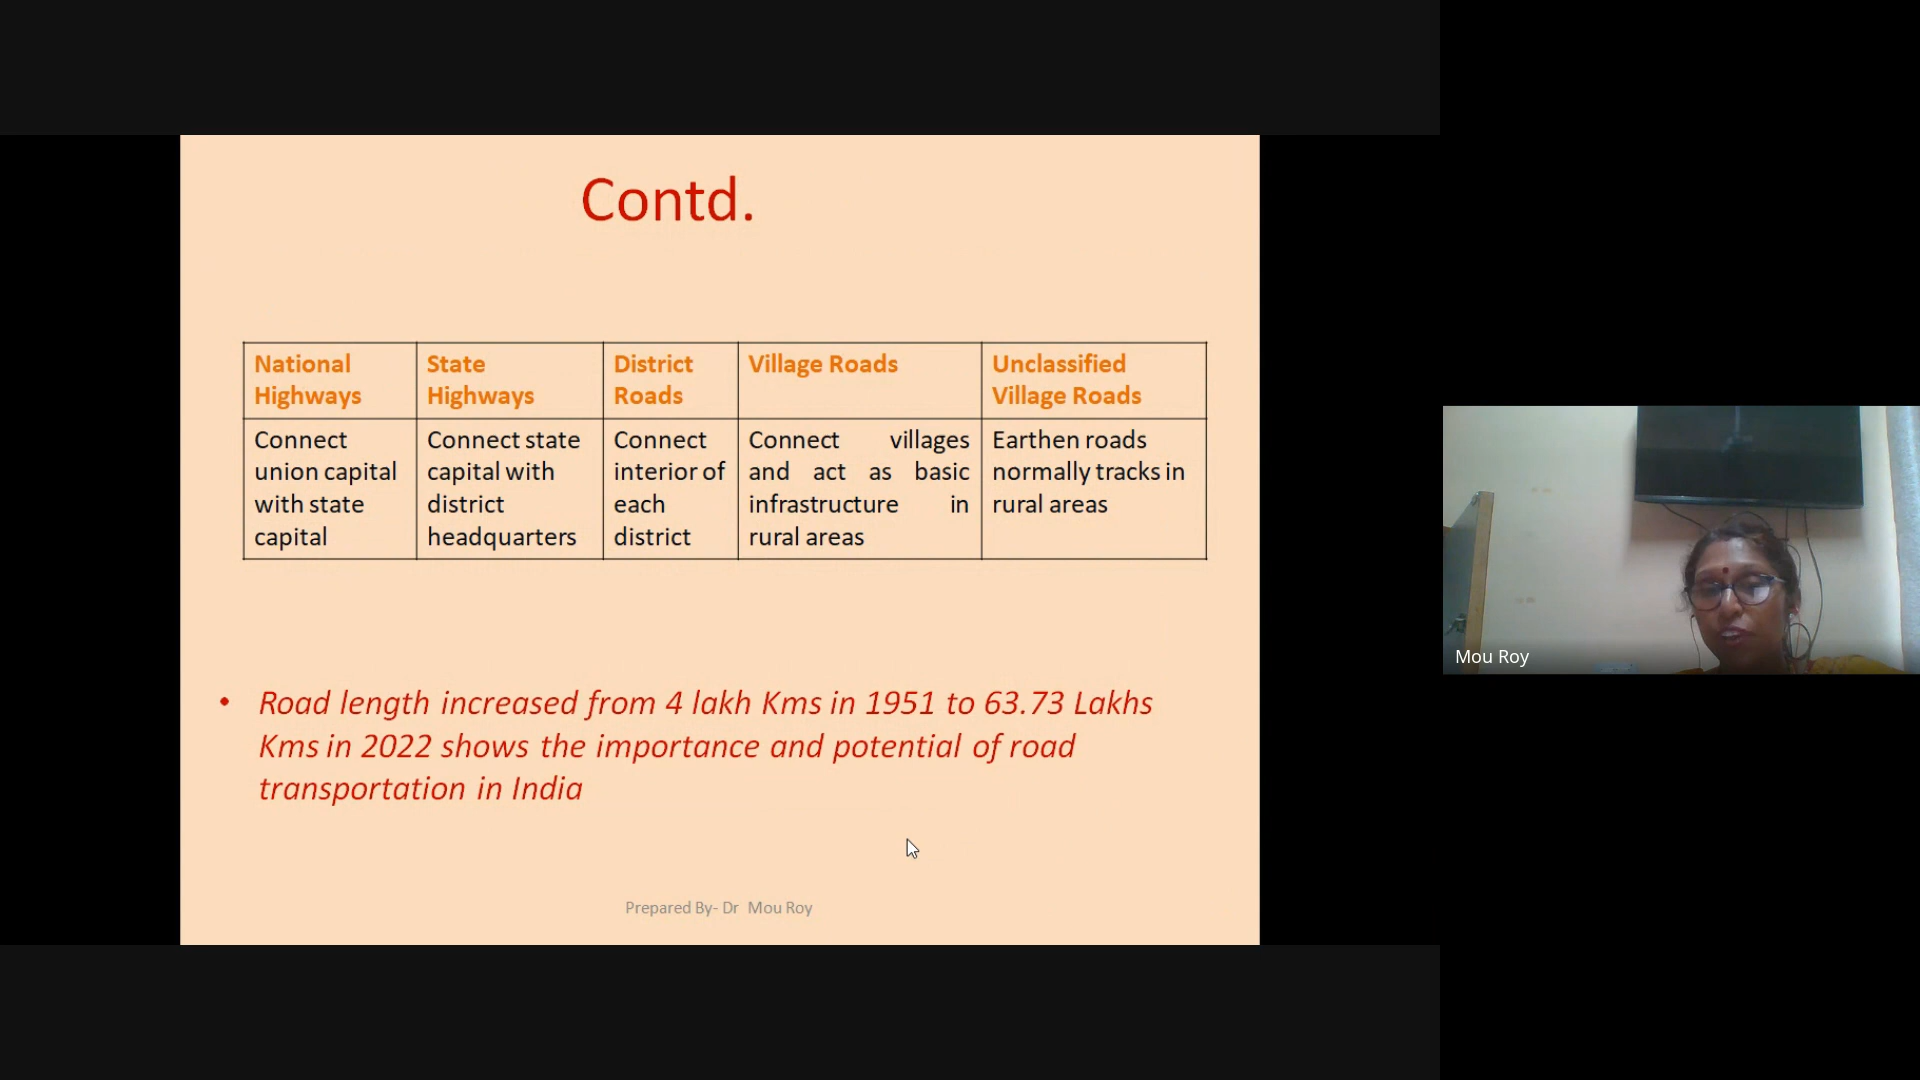 Contd.
National
Highways
State
Highways
District
Roads
Village Roads
Unclassified
Village Roads
Connect
union capital
with state
capital
Connect state
capital with
district
headquarters
Connect
interior of
each
district
Connect villages
and act as basic
infrastructure in
rural areas
Earthen roads
normally tracks in
rural areas
• Road length increased from 4 lakh Kms in 1951 to 63.73 Lakhs
Kms in 2022 shows the importance and potential of road
transportation in India
Prepared By- Dr Mou Roy
Mou Roy